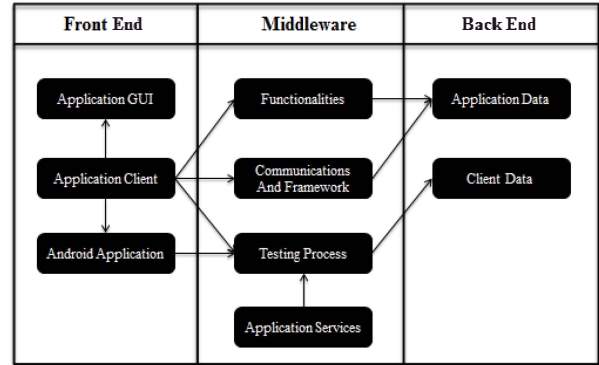 Front End
Middleware
Back End
Application GUI
Functionalities
Application Data
Application Client
Communications
And Framework
Client Data
Android Application
Testing Process
Application Services